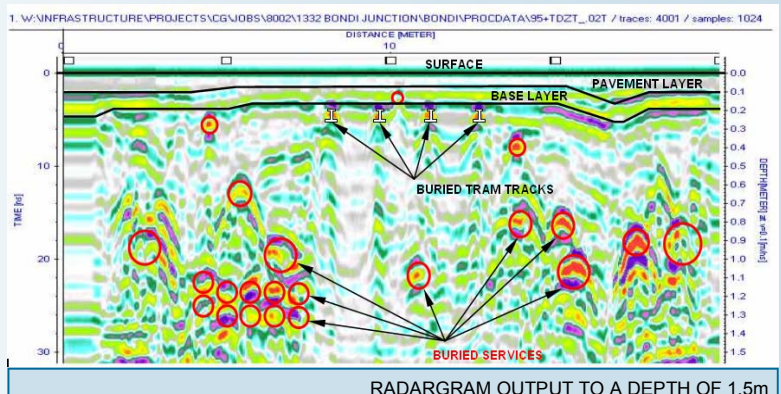 1. W:\INFRASTRUCTURE\PROJECTS\CG\JOBS\8002\1332 BONDI JUNCTION\BONDI\PROCDATA\95+TDZT_.02T / traces: 4001 / samples: 1024
DISTANCE [METER]
0 10
SURFACE
0 0.0
PAVEMENT LAYER
0.1
BASE LAYER
0.2
0.3
0.4
10 0.5
BURIED TRAM TRACKS
0.6
0.7
0.8
TIME [ns]
DEPTH[METER] at v=0.1[m/ns]
0.9
20 1.0
1.1
1.2
1.3
1.4
BURIED SERVICES
30 1.5
RADARGRAM OUTPUT TO A DEPTH OF 1.5m